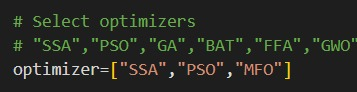 # Select optimizers
# "SSA","PSO","GA","BAT","FFA","GWO"
optimizer=["SSA","PSO","MFO"]